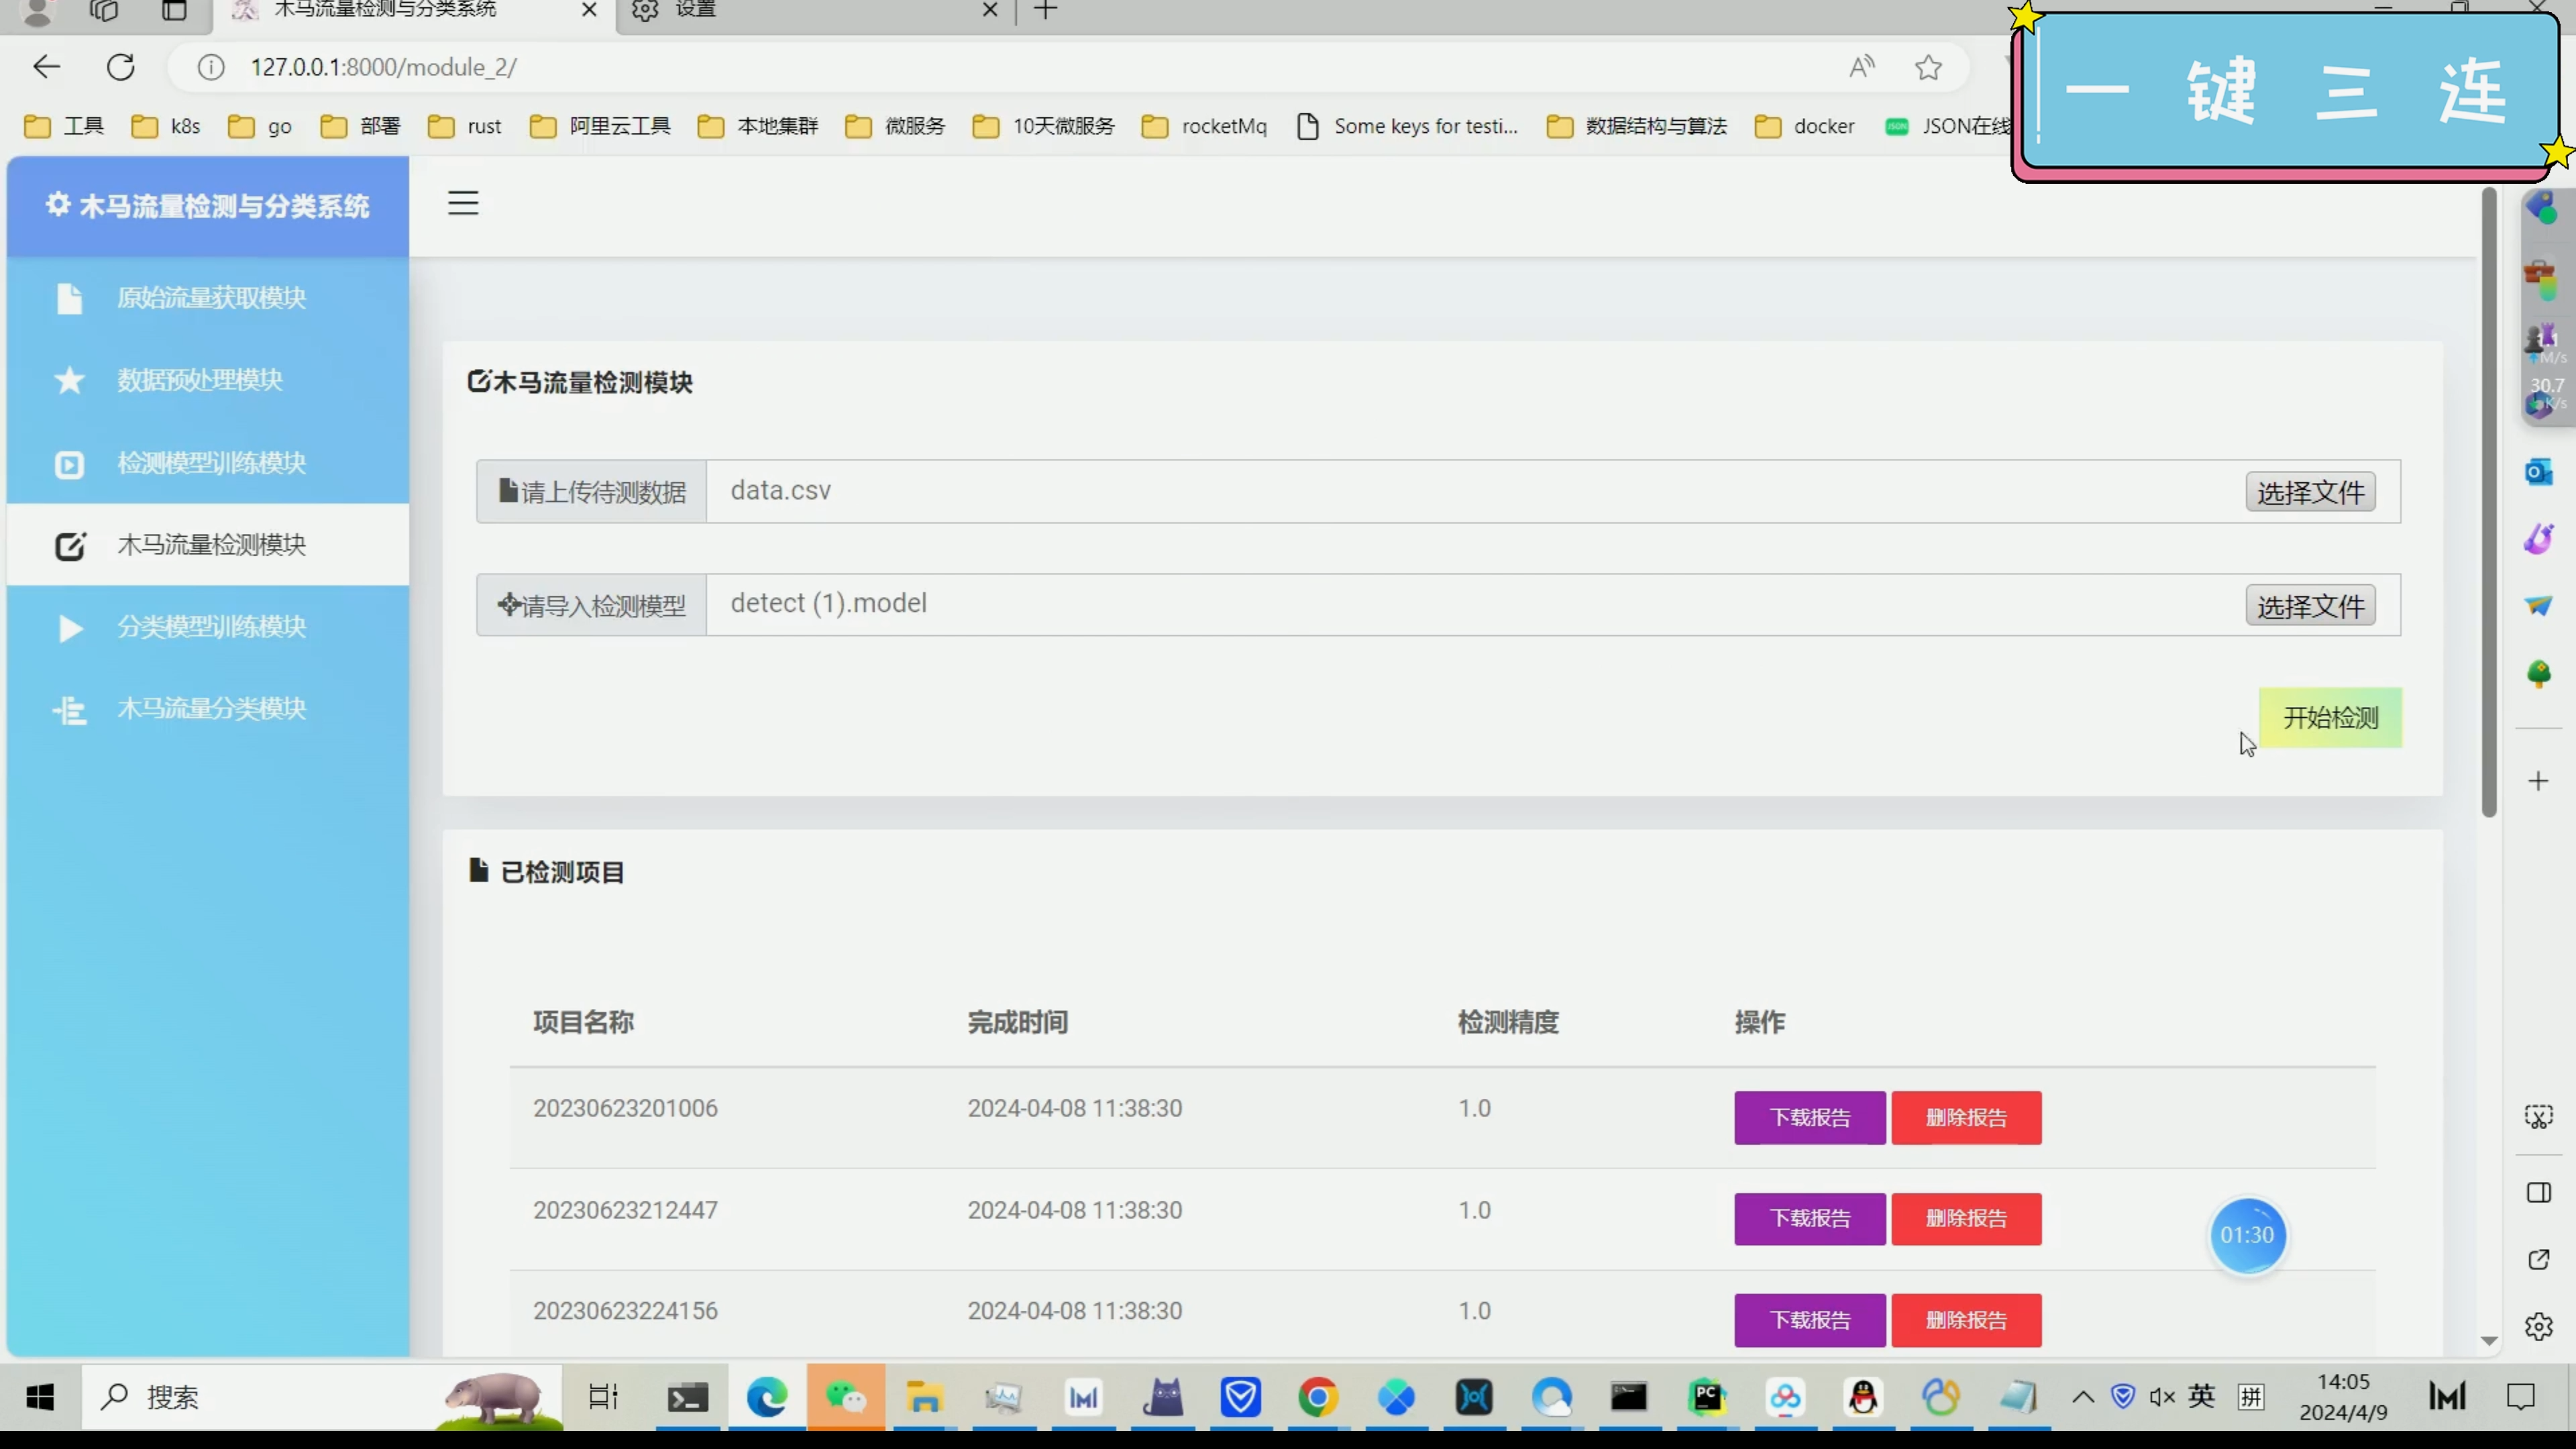 木马流量检测与分类系统
设置
一键三连
127.0.0.1:8000/module_2/
工具
k8s
go
部署
rust
阿里云工具
本地集群
微服务
10天微服务
rocketMq
Some keys for testi...
数据结构与算法
docker
JSON在线
木马流量检测与分类系统
原始流量获取模块
数据预处理模块
检测模型训练模块
木马流量检测模块
分类模型训练模块
木马流量分类模块
木马流量检测模块
请上传待测数据 data.csv 选择文件
请导入检测模型 detect (1).model 选择文件
开始检测
已检测项目
项目名称 完成时间 检测精度 操作
20230623201006 2024-04-08 11:38:30 1.0 下载报告 删除报告
20230623212447 2024-04-08 11:38:30 1.0 下载报告 删除报告
20230623224156 2024-04-08 11:38:30 1.0 下载报告 删除报告
01:30
M/s
30.7
K/s
搜索
英
拼
14:05
2024/4/9